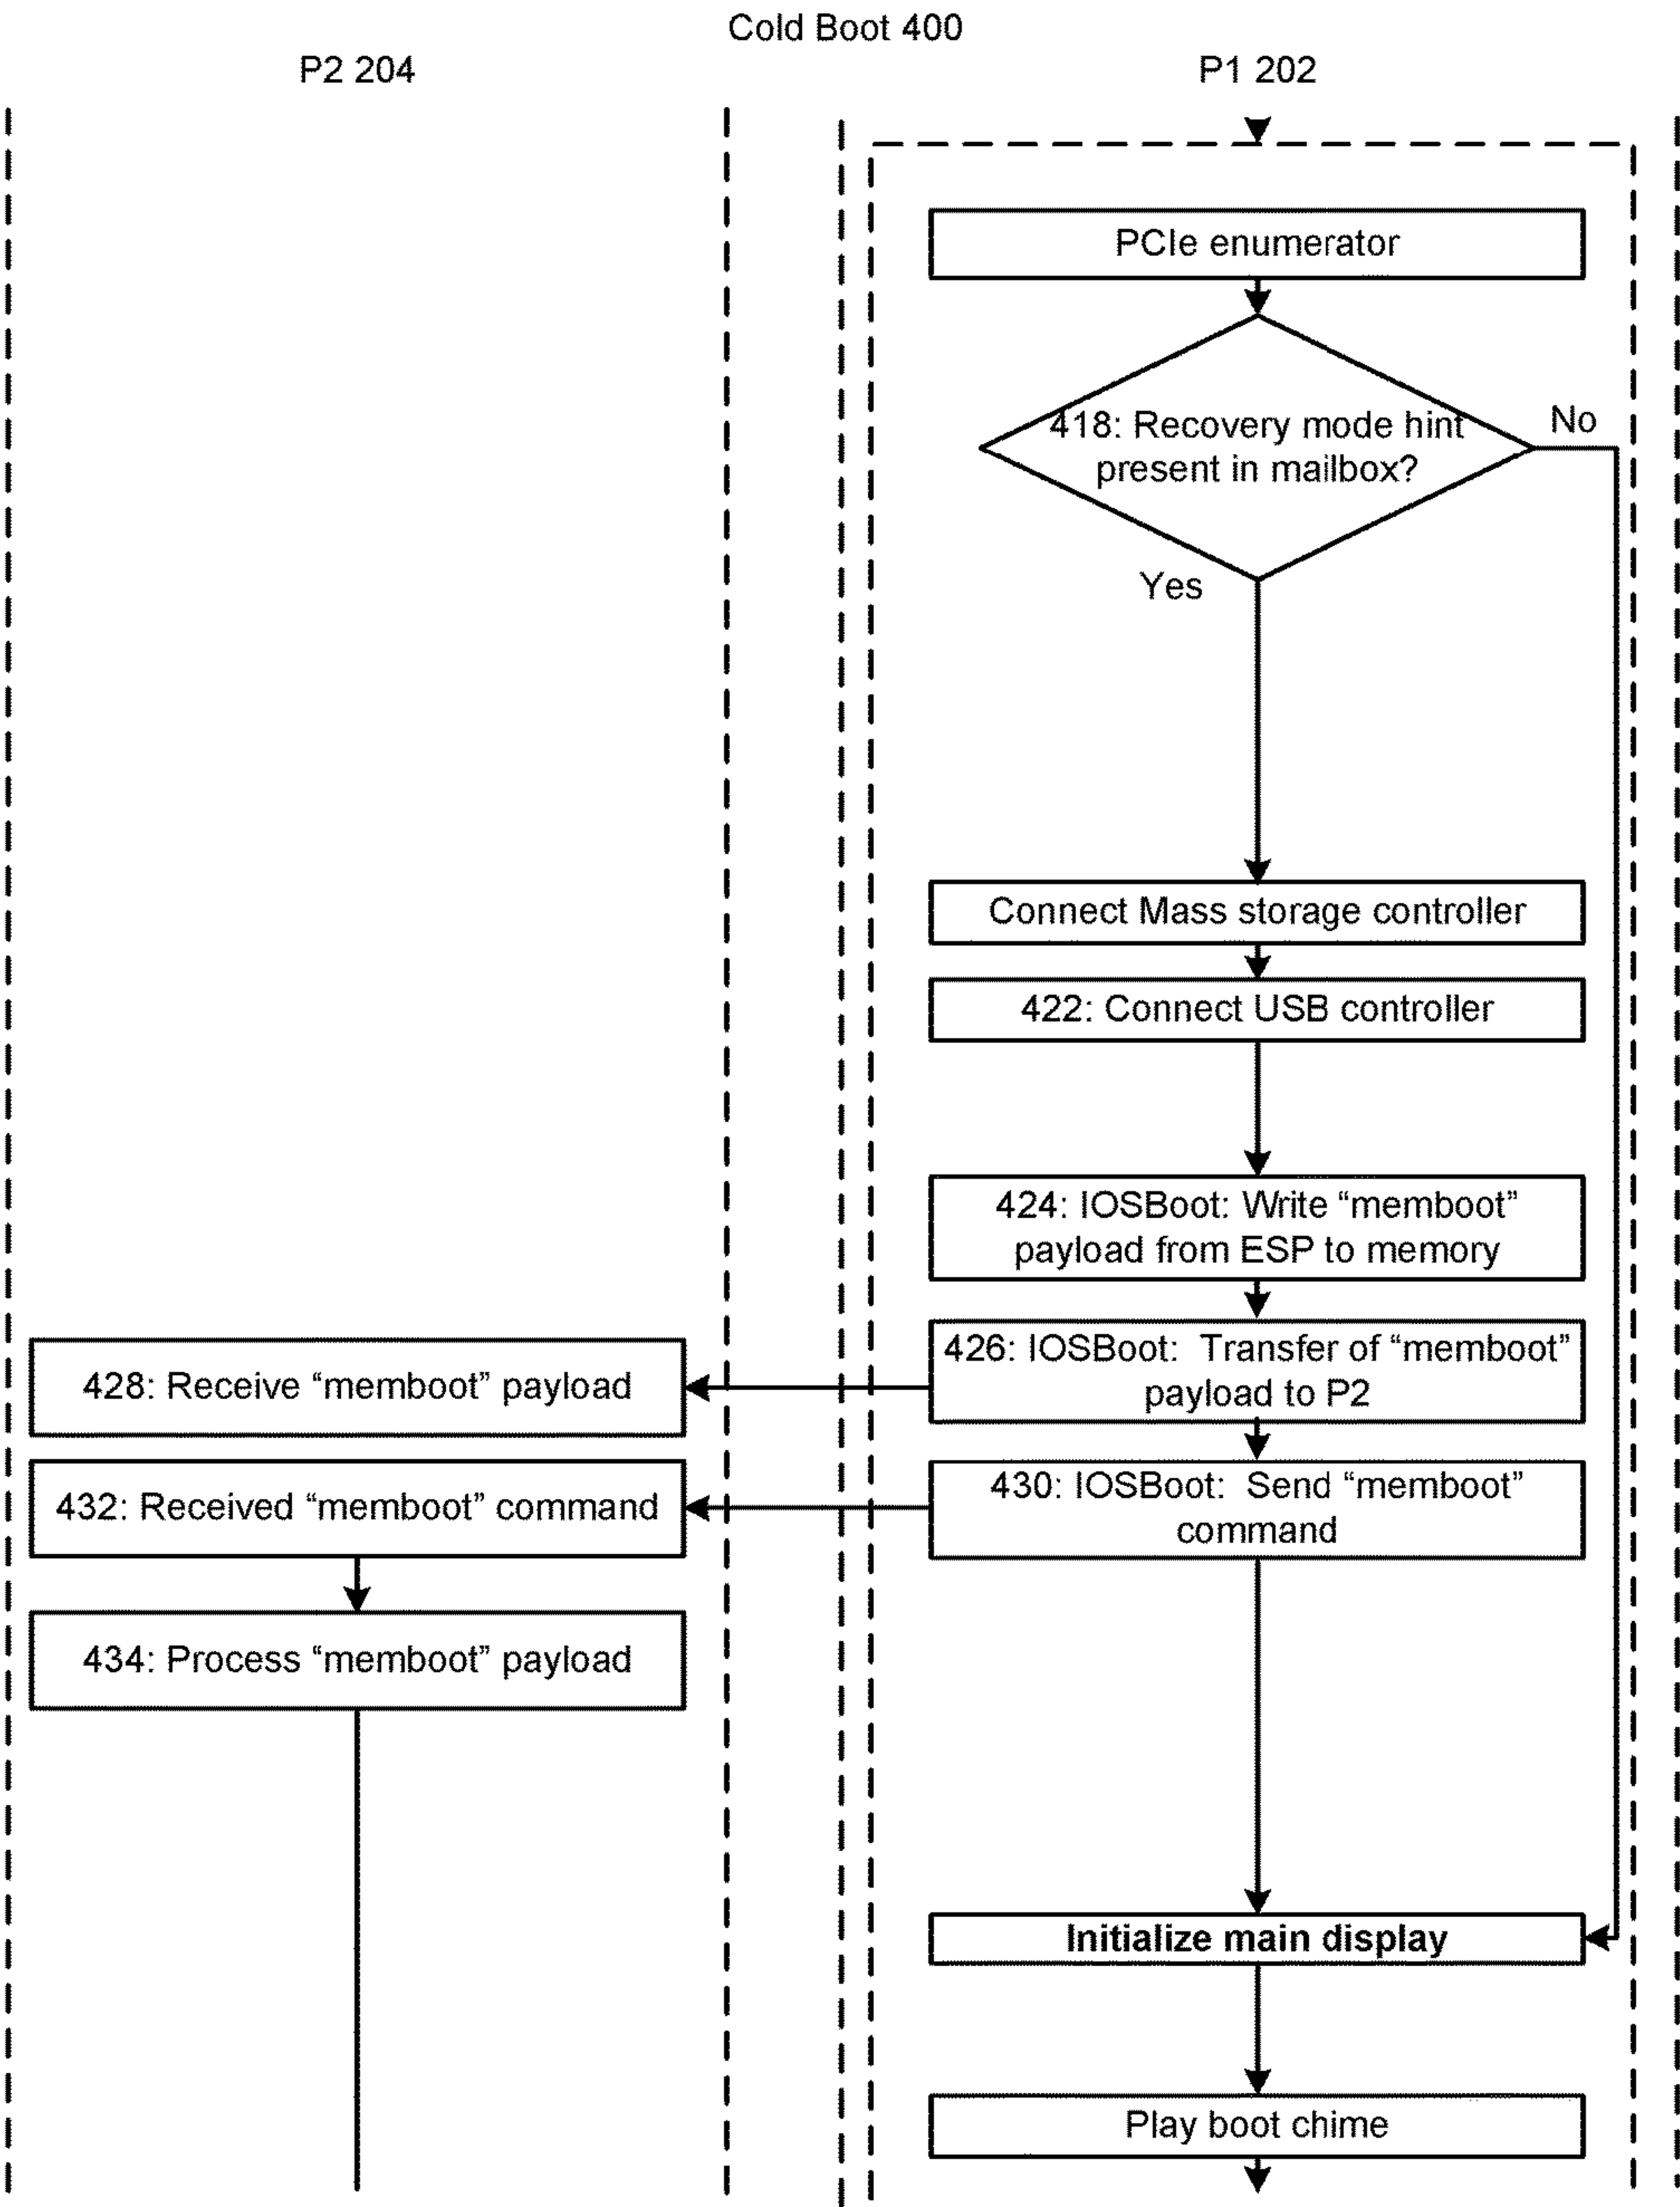 Cold Boot 400
P2 204
P1 202
PCIe enumerator
418: Recovery mode hint
present in mailbox?
No
Yes
Connect Mass storage controller
422: Connect USB controller
424: IOSBoot: Write “memboot”
payload from ESP to memory
426: IOSBoot: Transfer of “memboot”
payload to P2
428: Receive “memboot” payload
430: IOSBoot: Send “memboot”
command
432: Received “memboot” command
434: Process “memboot” payload
Initialize main display
Play boot chime